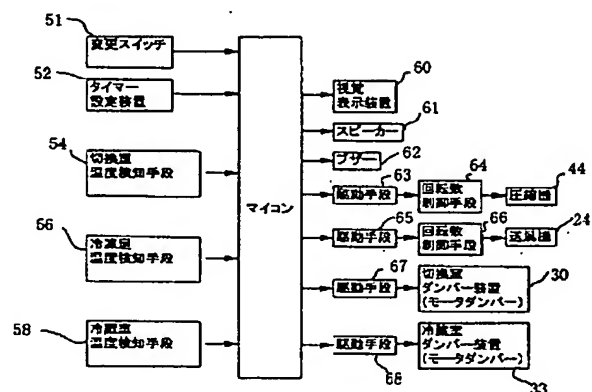 51
変更スイッチ
52
タイマー
設定装置
54
切換室
温度検知手段
56
冷凍室
温度検知手段
58
冷蔵室
温度検知手段
マイコン
60
視覚
表示装置
61
スピーカー
62
ブザー
63
駆動手段
64
回転数
制御手段
44
圧縮機
65
駆動手段
66
回転数
制御手段
24
送風機
67
駆動手段
30
切換室
ダンパー装置
(モータダンパー)
68
駆動手段
冷蔵室
ダンパー装置
(モータダンパー)
33